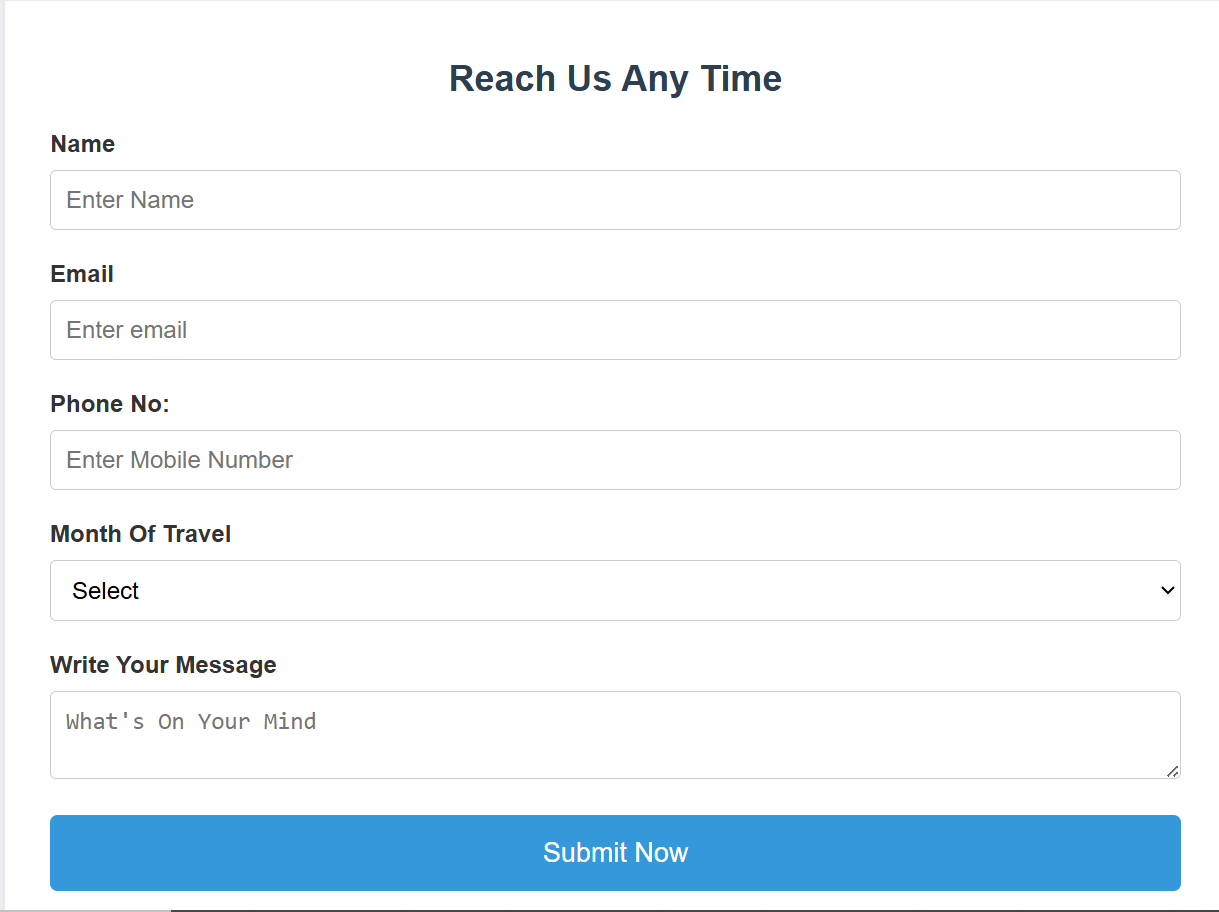 Reach Us Any Time
Name
Enter Name
Email
Enter email
Phone No:
Enter Mobile Number
Month Of Travel
Select
Write Your Message
What's On Your Mind
Submit Now